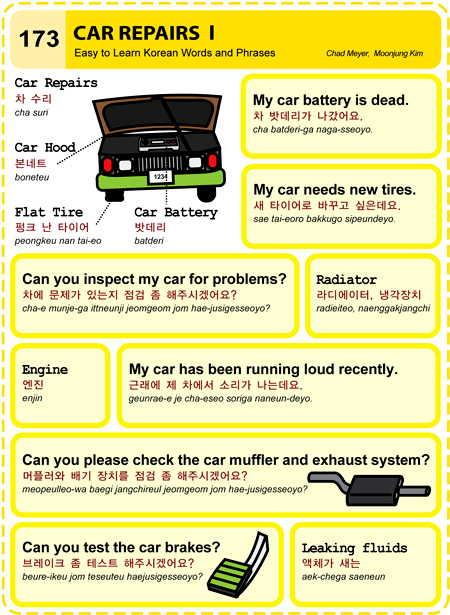 173
CAR REPAIRS I
Easy to Learn Korean Words and Phrases
Chad Meyer, Moonjung Kim
Car Repairs
차 수리
cha suri
Car Hood
본네트
boneteu
1234
Flat Tire
펑크 난 타이어
peongkeu nan tai-eo
Car Battery
밧데리
batderi
My car battery is dead.
차 밧데리가 나갔어요.
cha batderi-ga naga-sseoyo.
My car needs new tires.
새 타이어로 바꾸고 싶은데요.
sae tai-eoro bakkugo sipeundeyo.
Can you inspect my car for problems?
차에 문제가 있는지 점검 좀 해주시겠어요?
cha-e munje-ga ittneunji jeomgeom jom hae-jusigesseoyo?
Radiator
라디에이터, 냉각장치
radieiteo, naenggakjangchi
Engine
엔진
enjin
My car has been running loud recently.
근래에 제 차에서 소리가 나는데요.
geunrae-e je cha-eseo soriga naneun-deyo.
Can you please check the car muffler and exhaust system?
머플러와 배기 장치를 점검 좀 해주시겠어요?
meopeulleo-wa baegi jangchireul jeomgeom jom hae-jusigesseoyo?
Can you test the car brakes?
브레이크 좀 테스트 해주시겠어요?
beure-ikeu jom teseuteu haejusigesseoyo?
Leaking fluids
액체가 새는
aek-chega saeneun